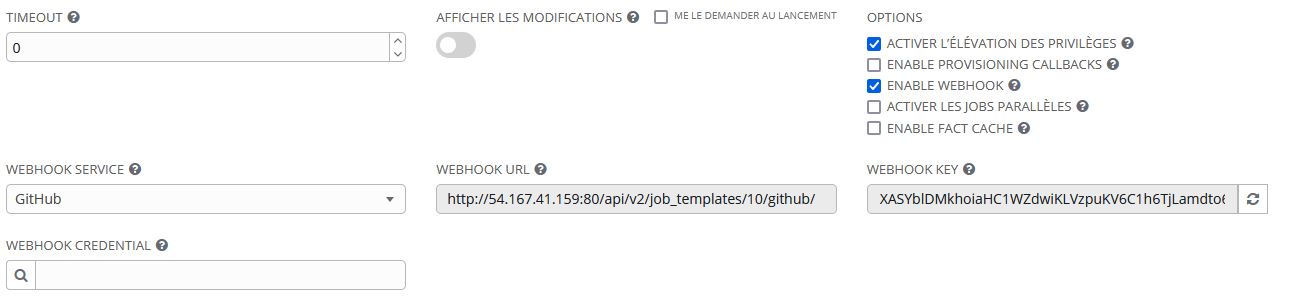 TIMEOUT
0
AFFICHER LES MODIFICATIONS ME LE DEMANDER AU LANCEMENT
OPTIONS
ACTIVER L'ÉLÉVATION DES PRIVILÈGES
ENABLE PROVISIONING CALLBACKS
ENABLE WEBHOOK
ACTIVER LES JOBS PARALLÈLES
ENABLE FACT CACHE
WEBHOOK SERVICE
GitHub
WEBHOOK URL
http://54.167.41.159:80/api/v2/job_templates/10/github/
WEBHOOK KEY
XASYblDMkhoiaHC1WZdwiKLVzpuKV6C1h6TjLamdto6
WEBHOOK CREDENTIAL